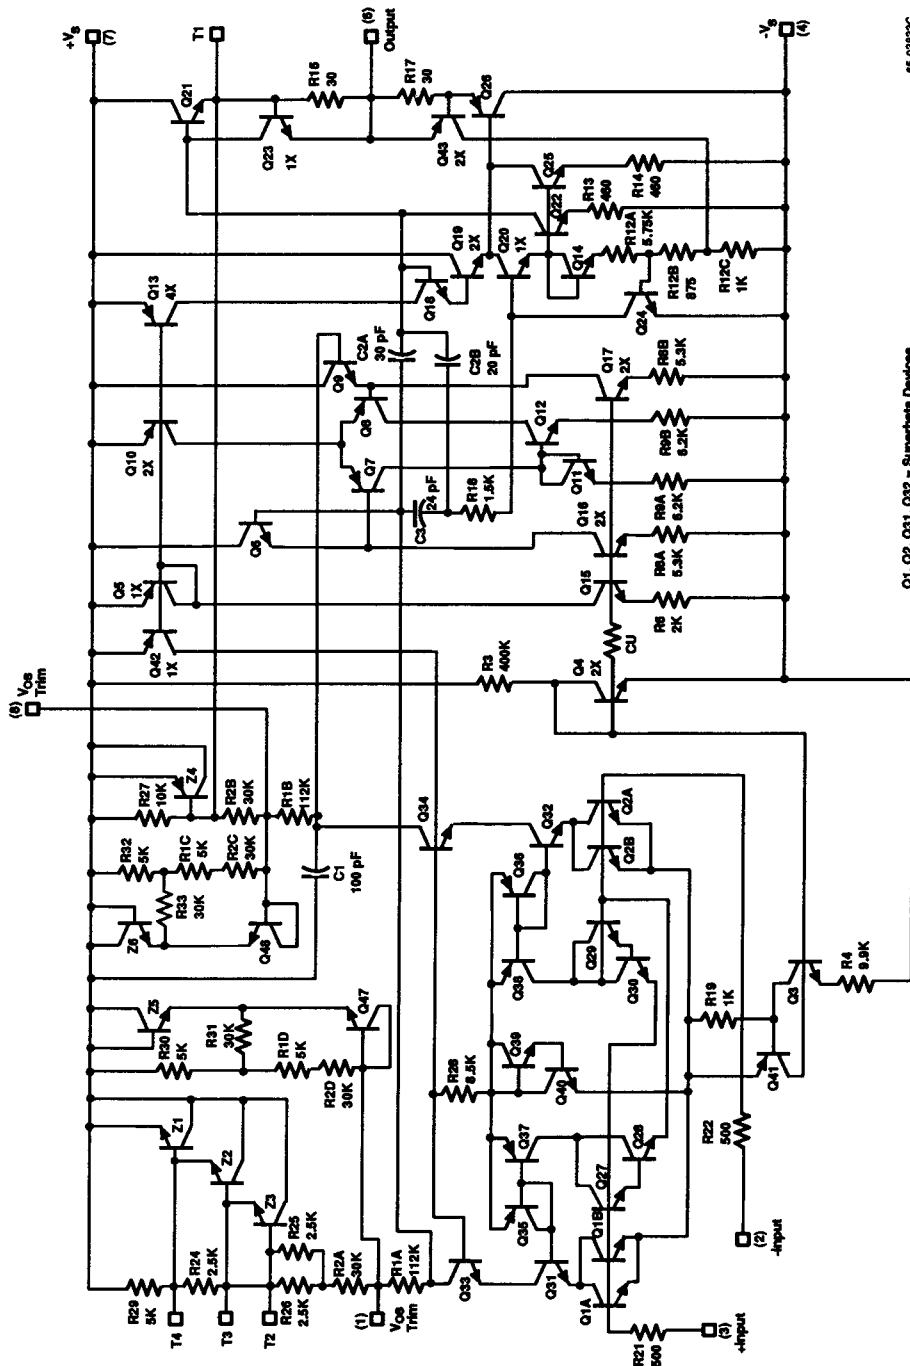 +VS
(7)
T1
(6)
Output
-VS
(4)
Q21
Q23
1X
R17
30
Q26
Q43
2X
Q25
R14
460
R13
460
Q22
R12A
5.75K
Q19
2X
Q20
1X
Q14
R12B
875
R12C
1K
Q13
4X
Q18
Q24
C2A
30 pF
C2B
20 pF
Q9
Q8
Q17
2X
R8B
5.3K
Q10
2X
Q7
Q12
R9B
6.2K
Q11
R9A
6.2K
C3
24 pF
R18
1.5K
Q6
Q16
2X
R8A
5.3K
Q5
1X
Q15
R6
2K
Q42
1X
R3
400K
Q4
2X
CU
(8) VOS
Trim
Z4
R27
10K
R2B
30K
R1B
112K
R32
5K
R1C
5K
R2C
30K
R33
30K
Z6
Q46
C1
100 pF
Q34
Q36
Q32
Q2A
Q2B
Q38
Q29
Q30
Z5
R30
5K
R31
30K
R1D
5K
R2D
30K
Q47
R28
8.5K
Q39
Q40
R19
1K
Q3
R4
9.9K
Q41
Z1
Z2
Z3
R25
2.5K
R29
5K
R24
2.5K
R26
2.5K
R2A
30K
R1A
112K
T4
T3
T2
(1)
VOS
Trim
Q33
Q37
Q35
Q31
Q28
Q27
Q1B
Q1A
R22
500
(2)
-Input
R21
500
(3)
+Input
Q1, Q2, Q31, Q32 = Superbeta Devices